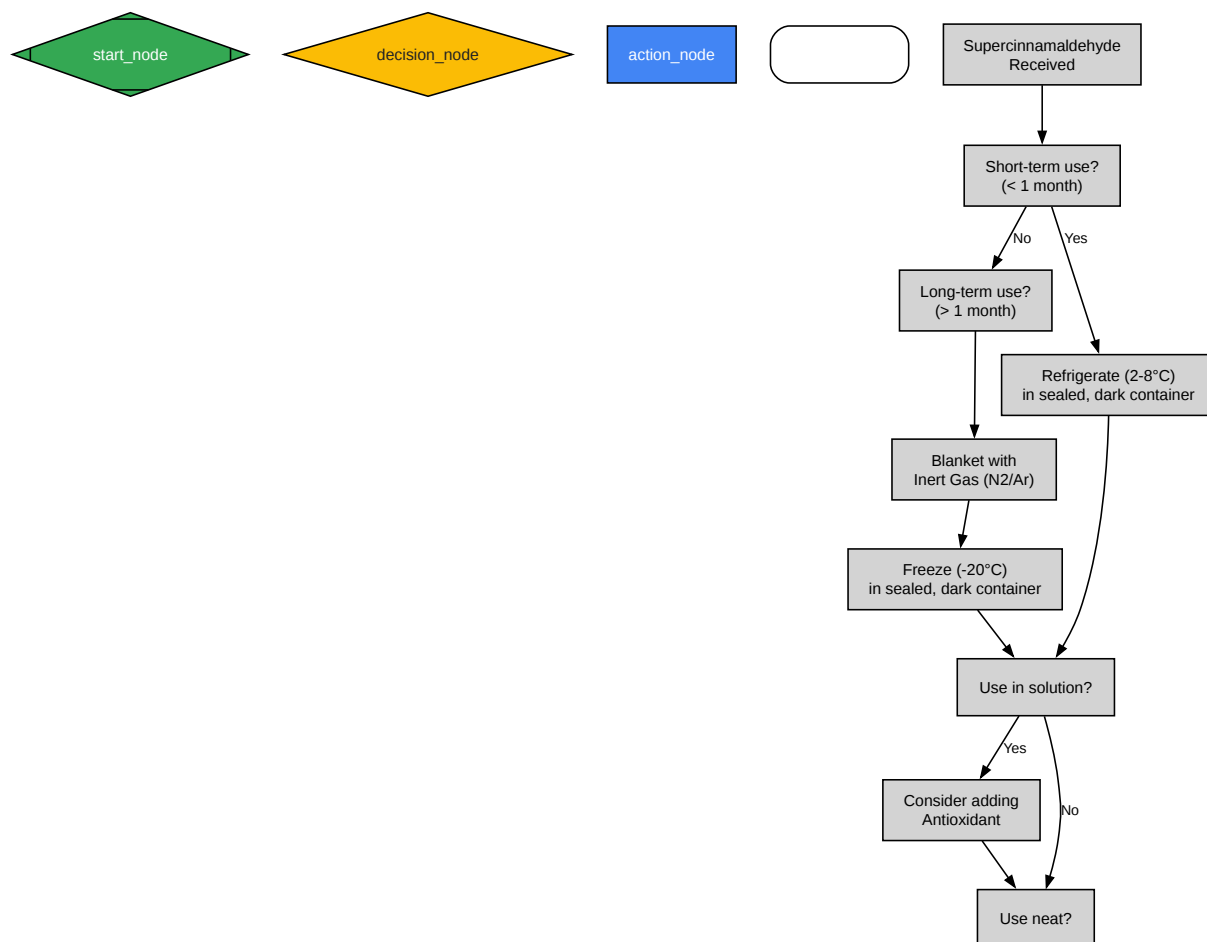 start_node
decision_node
action_node
Supercinnamaldehyde
Received
Short-term use?
(< 1 month)
No
Yes
Long-term use?
(> 1 month)
Refrigerate (2-8°C)
in sealed, dark container
Blanket with
Inert Gas (N2/Ar)
Freeze (-20°C)
in sealed, dark container
Use in solution?
Yes
Consider adding
Antioxidant
No
Use neat?